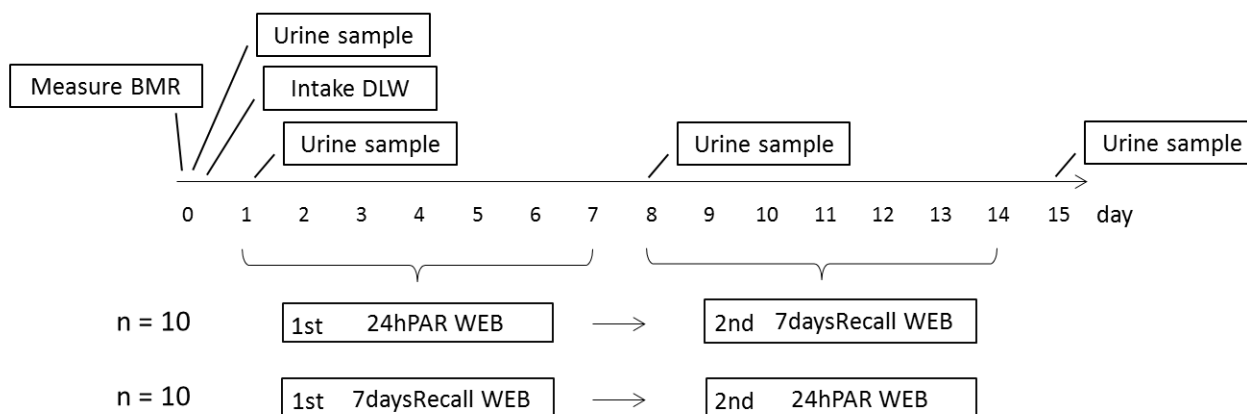 Urine sample
Measure BMR
Intake DLW
Urine sample
Urine sample
Urine sample
0 1 2 3 4 5 6 7 8 9 10 11 12 13 14 15 day
n = 10
1st 24hPAR WEB
2nd 7daysRecall WEB
n = 10
1st 7daysRecall WEB
2nd 24hPAR WEB